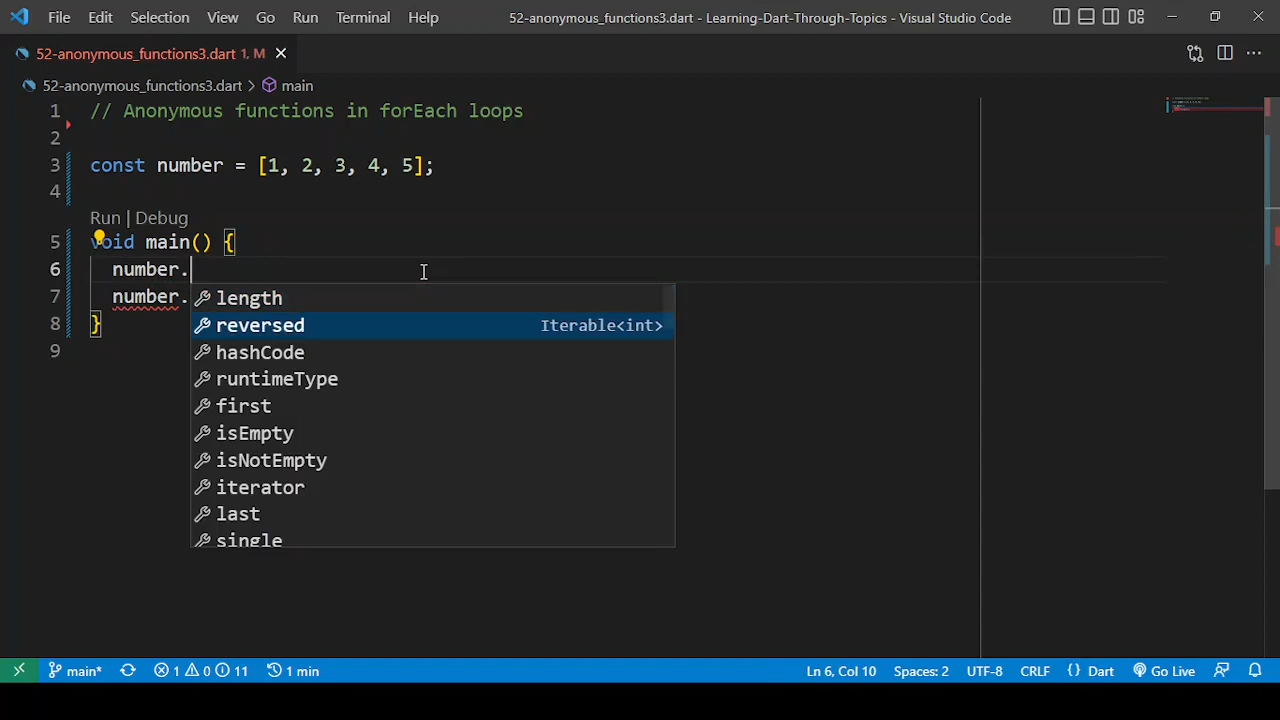 File Edit Selection View Go Run Terminal Help 52-anonymous_functions3.dart - Learning-Dart-Through-Topics - Visual Studio Code
52-anonymous_functions3.dart 1, M
52-anonymous_functions3.dart > main
1 // Anonymous functions in forEach loops
2
3 const number = [1, 2, 3, 4, 5];
4
Run | Debug
5 void main() {
6 number.
7 number.
8 }
9
length
reversed Iterable<int>
hashCode
runtimeType
first
isEmpty
isNotEmpty
iterator
last
single
main* 1 0 11 1 min Ln 6, Col 10 Spaces: 2 UTF-8 CRLF {} Dart Go Live